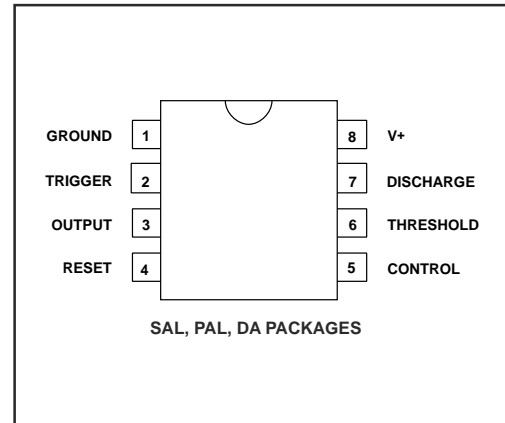 GROUND 1 8 V+
TRIGGER 2 7 DISCHARGE
OUTPUT 3 6 THRESHOLD
RESET 4 5 CONTROL
SAL, PAL, DA PACKAGES